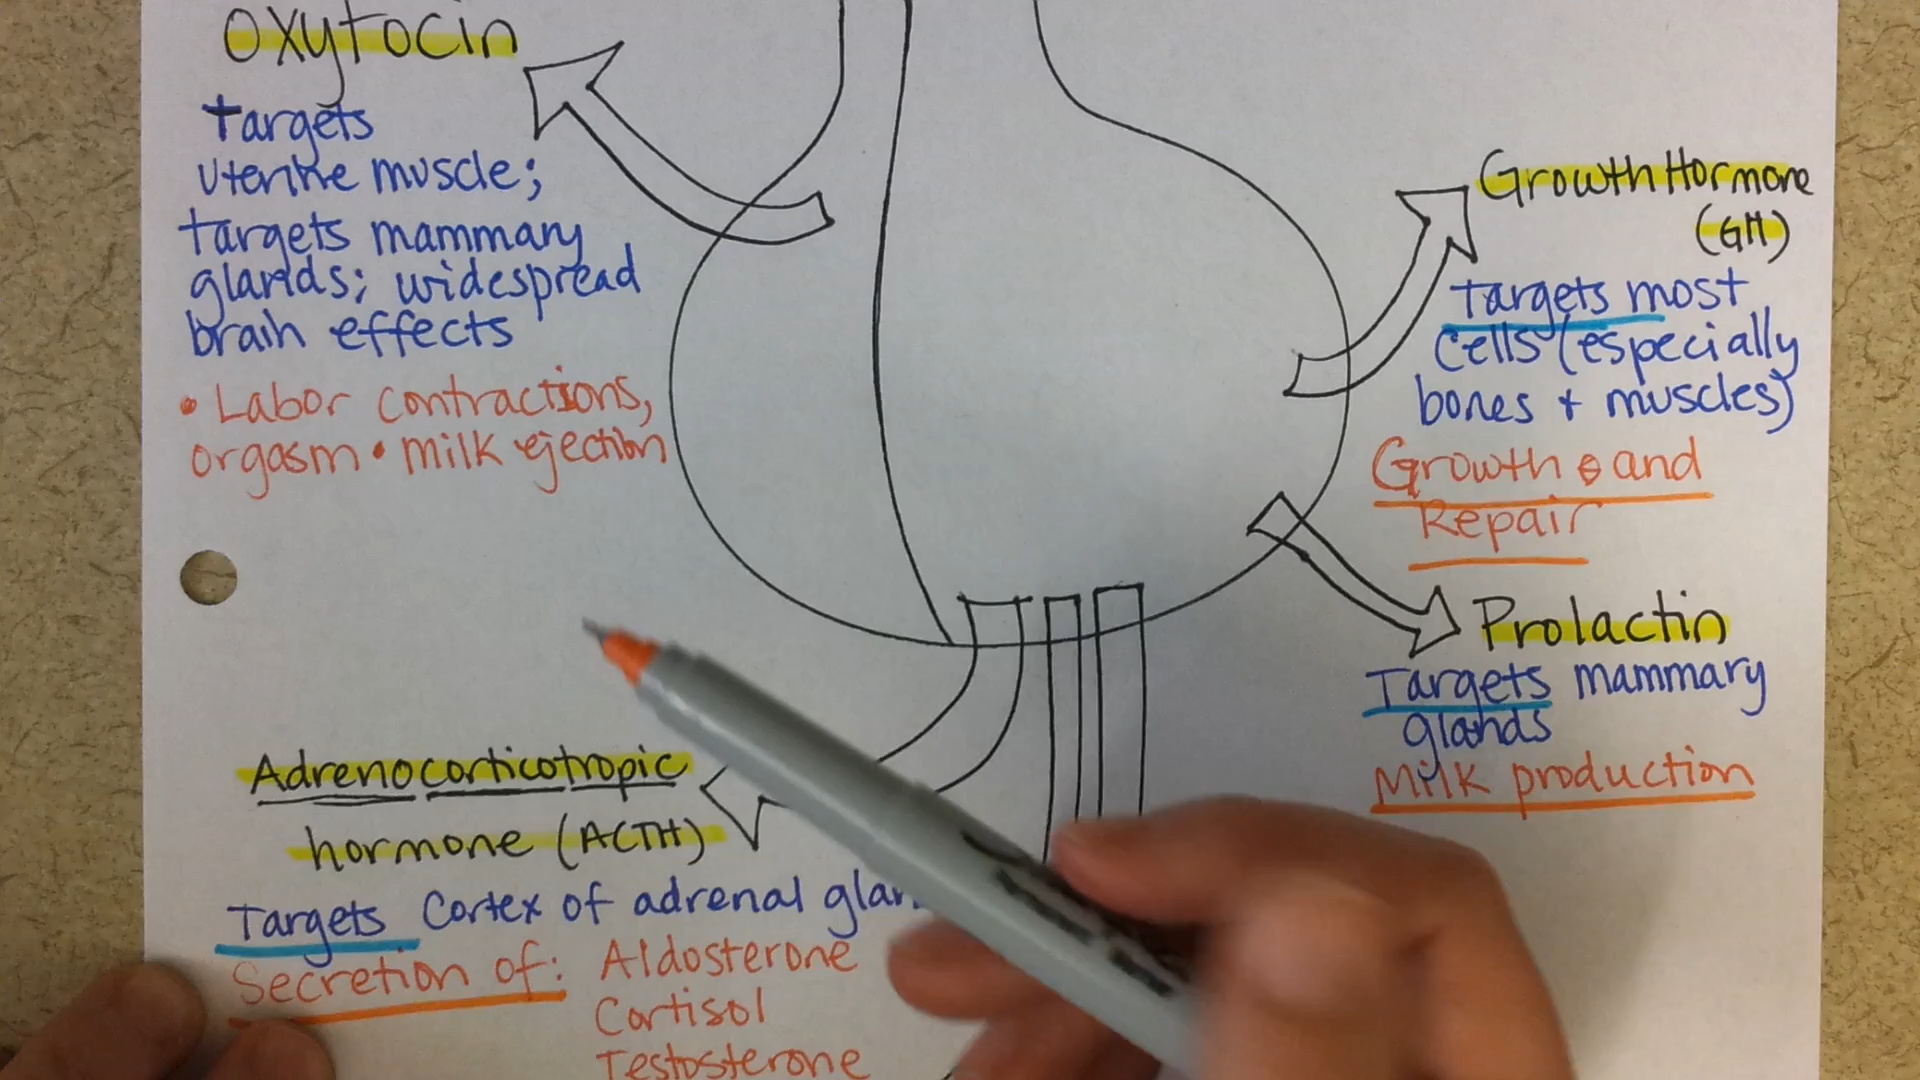 Oxytocin
Targets
uterine muscle;
targets mammary
glands; widespread
brain effects
• Labor contractions,
orgasm • milk ejection
Growth Hormone
(GH)
Targets most
cells (especially
bones + muscles)
Growth and
Repair
Prolactin
Targets mammary
glands
Milk production
Adrenocorticotropic
hormone (ACTH)
Targets Cortex of adrenal
Secretion of: Aldosterone
Cortisol
Testosterone